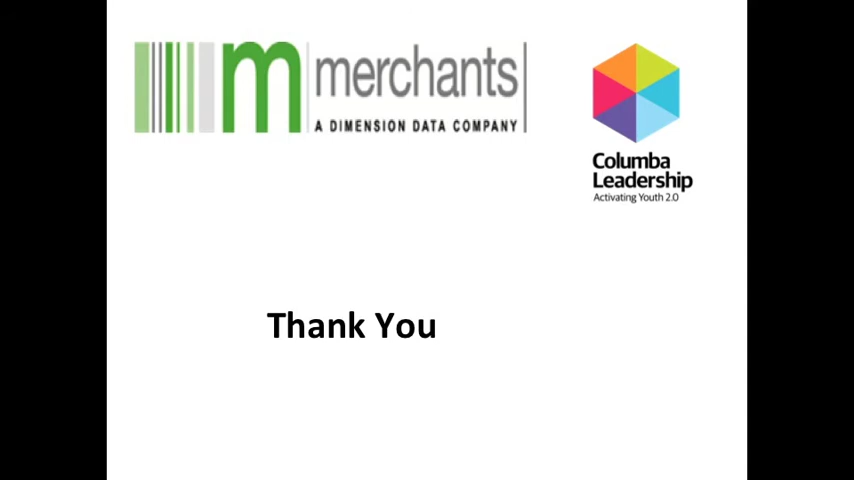 m merchants
A DIMENSION DATA COMPANY
Columba
Leadership
Activating Youth 2.0
Thank You